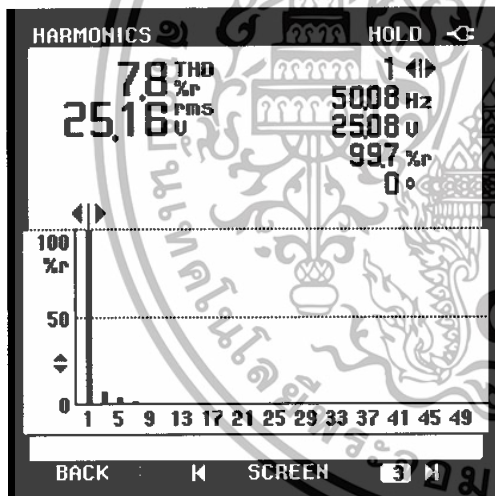 HARMONICS HOLD
7.8 THD %r
25.16 rms V
1
50.08 Hz
25.08 V
99.7 %r
0 °
100
%r
50
0
1 5 9 13 17 21 25 29 33 37 41 45 49
BACK SCREEN 3